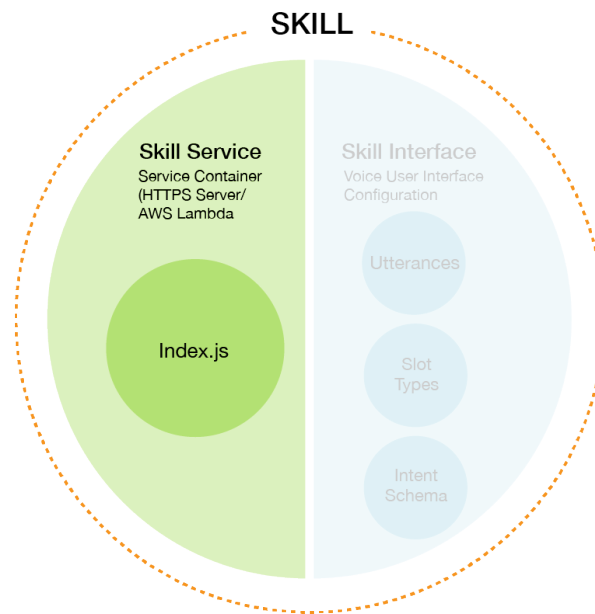 SKILL
Skill Service
Service Container
(HTTPS Server/
AWS Lambda
Index.js
Skill Interface
Voice User Interface
Configuration
Utterances
Slot
Types
Intent
Schema